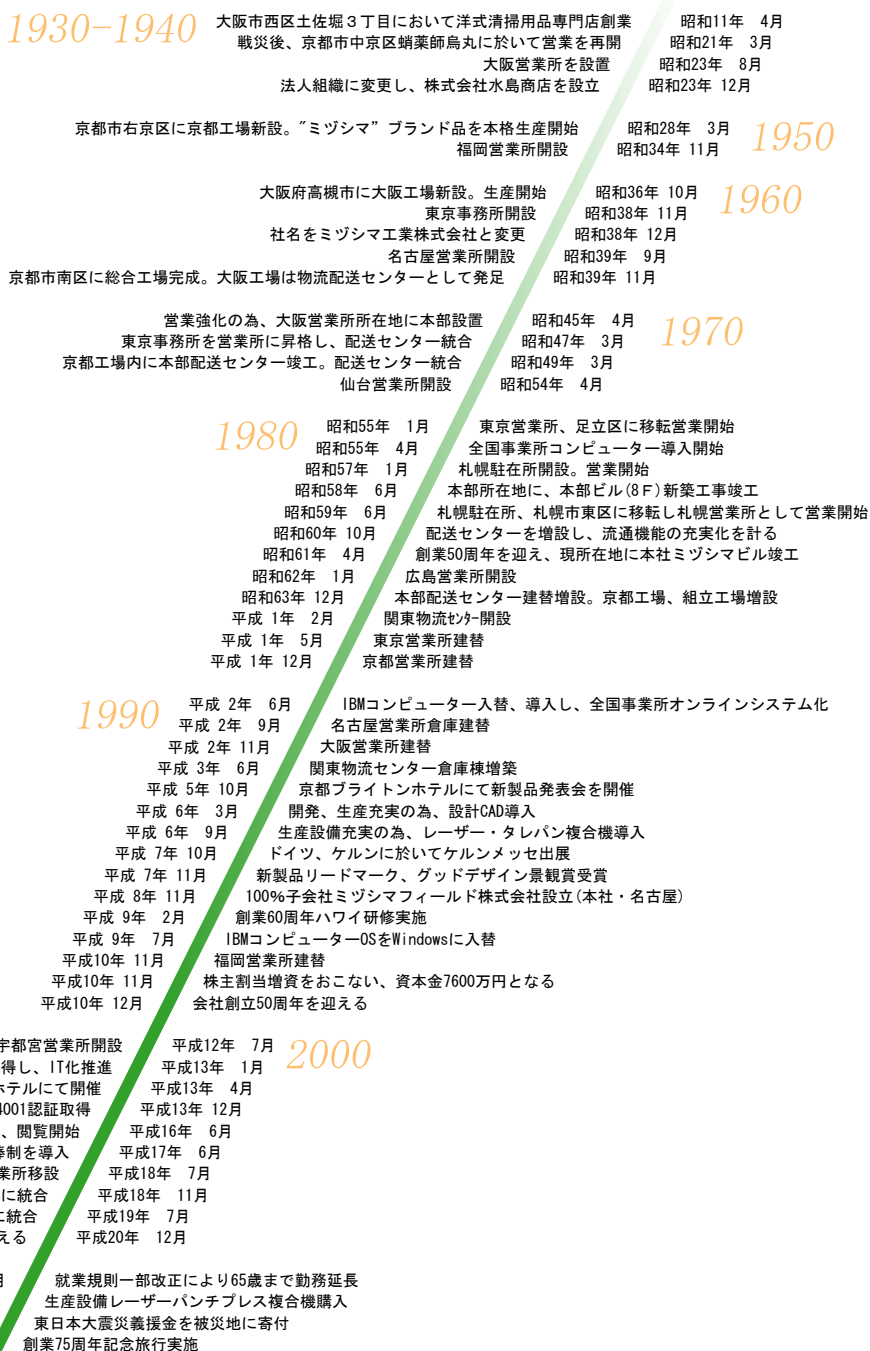 1930-1940
大阪市西区土佐堀３丁目において洋式清掃用品専門店創業 昭和11年 4月
戦災後、京都市中京区蛸薬師烏丸に於いて営業を再開 昭和21年 3月
大阪営業所を設置 昭和23年 8月
法人組織に変更し、株式会社水島商店を設立 昭和23年 12月
1950
京都市右京区に京都工場新設。"ミヅシマ” ブランド品を本格生産開始 昭和28年 3月
福岡営業所開設 昭和34年 11月
1960
大阪府高槻市に大阪工場新設。生産開始 昭和36年 10月
東京事務所開設 昭和38年 11月
社名をミヅシマ工業株式会社と変更 昭和38年 12月
名古屋営業所開設 昭和39年 9月
京都市南区に総合工場完成。大阪工場は物流配送センターとして発足 昭和39年 11月
1970
営業強化の為、大阪営業所所在地に本部設置 昭和45年 4月
東京事務所を営業所に昇格し、配送センター統合 昭和47年 3月
京都工場内に本部配送センター竣工。配送センター統合 昭和49年 3月
仙台営業所開設 昭和54年 4月
1980
昭和55年 1月 東京営業所、足立区に移転営業開始
昭和55年 4月 全国事業所コンピューター導入開始
昭和57年 1月 札幌駐在所開設。営業開始
昭和58年 6月 本部所在地に、本部ビル(8Ｆ)新築工事竣工
昭和59年 6月 札幌駐在所、札幌市東区に移転し札幌営業所として営業開始
昭和60年 10月 配送センターを増設し、流通機能の充実化を計る
昭和61年 4月 創業50周年を迎え、現所在地に本社ミヅシマビル竣工
昭和62年 1月 広島営業所開設
昭和63年 12月 本部配送センター建替増設。京都工場、組立工場増設
平成 1年 2月 関東物流ｾﾝﾀｰ開設
平成 1年 5月 東京営業所建替
平成 1年 12月 京都営業所建替
1990
平成 2年 6月 IBMコンピューター入替、導入し、全国事業所オンラインシステム化
平成 2年 9月 名古屋営業所倉庫建替
平成 2年 11月 大阪営業所建替
平成 3年 6月 関東物流センター倉庫棟増築
平成 5年 10月 京都ブライトンホテルにて新製品発表会を開催
平成 6年 3月 開発、生産充実の為、設計CAD導入
平成 6年 9月 生産設備充実の為、レーザー・タレパン複合機導入
平成 7年 10月 ドイツ、ケルンに於いてケルンメッセ出展
平成 7年 11月 新製品リードマーク、グッドデザイン景観賞受賞
平成 8年 11月 100%子会社ミヅシマフィールド株式会社設立(本社・名古屋)
平成 9年 2月 創業60周年ハワイ研修実施
平成 9年 7月 IBMコンピューターOSをWindowsに入替
平成10年 11月 福岡営業所建替
平成10年 11月 株主割当増資をおこない、資本金7600万円となる
平成10年 12月 会社創立50周年を迎える
2000
宇都宮営業所開設 平成12年 7月
得し、IT化推進 平成13年 1月
ホテルにて開催 平成13年 4月
4001認証取得 平成13年 12月
、閲覧開始 平成16年 6月
俸制を導入 平成17年 6月
業所移設 平成18年 7月
に統合 平成18年 11月
に統合 平成19年 7月
える 平成20年 12月
月 就業規則一部改正により65歳まで勤務延長
生産設備レーザーパンチプレス複合機購入
東日本大震災義援金を被災地に寄付
創業75周年記念旅行実施